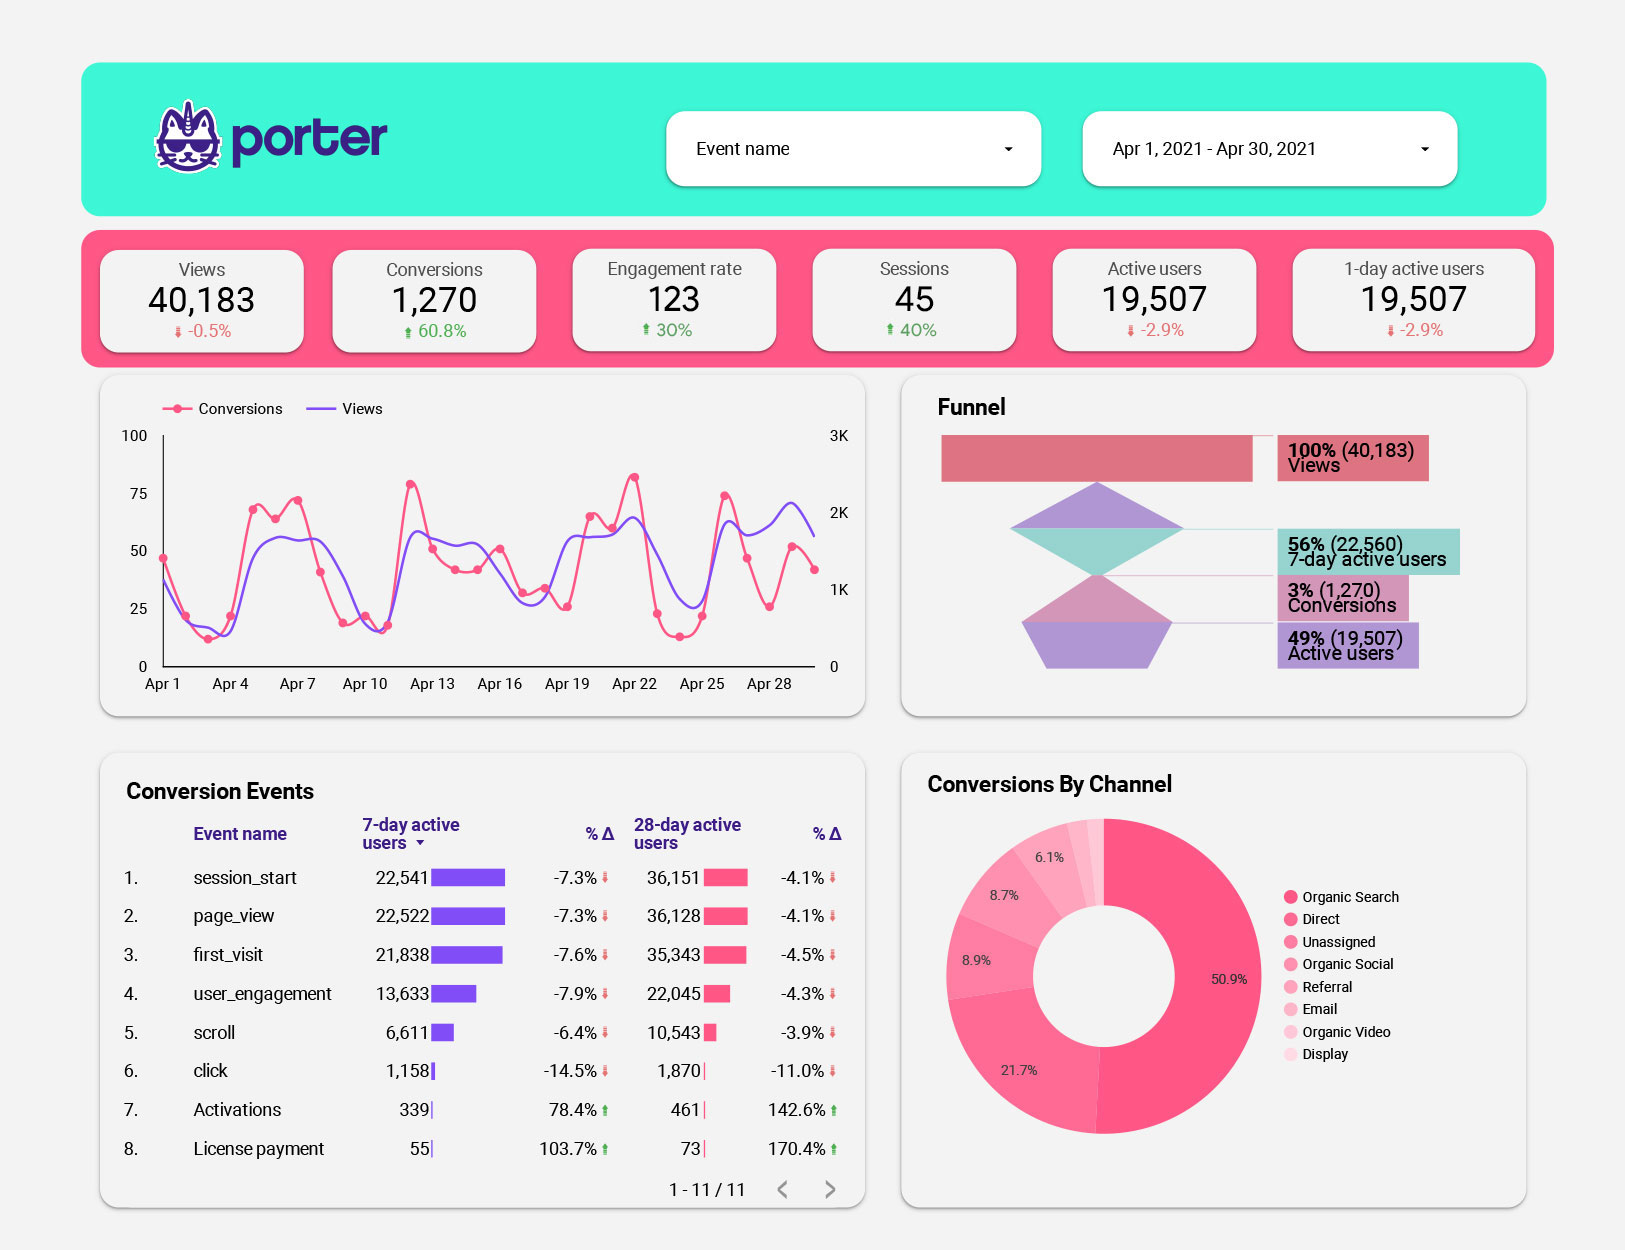 porter
Event name
Apr 1, 2021 - Apr 30, 2021
Views
40,183
-0.5%
Conversions
1,270
60.8%
Engagement rate
123
30%
Sessions
45
40%
Active users
19,507
-2.9%
1-day active users
19,507
-2.9%
Conversions Views
100 3K
75
2K
50
1K
25
0 0
Apr 1 Apr 4 Apr 7 Apr 10 Apr 13 Apr 16 Apr 19 Apr 22 Apr 25 Apr 28
Funnel
100% (40,183)
Views
56% (22,560)
7-day active users
3% (1,270)
Conversions
49% (19,507)
Active users
Conversion Events
Event name 7-day active users % Δ 28-day active users % Δ
1. session_start 22,541 -7.3% 36,151 -4.1%
2. page_view 22,522 -7.3% 36,128 -4.1%
3. first_visit 21,838 -7.6% 35,343 -4.5%
4. user_engagement 13,633 -7.9% 22,045 -4.3%
5. scroll 6,611 -6.4% 10,543 -3.9%
6. click 1,158 -14.5% 1,870 -11.0%
7. Activations 339 78.4% 461 142.6%
8. License payment 55 103.7% 73 170.4%
1 - 11 / 11
Conversions By Channel
6.1%
8.7%
8.9%
50.9%
21.7%
Organic Search
Direct
Unassigned
Organic Social
Referral
Email
Organic Video
Display